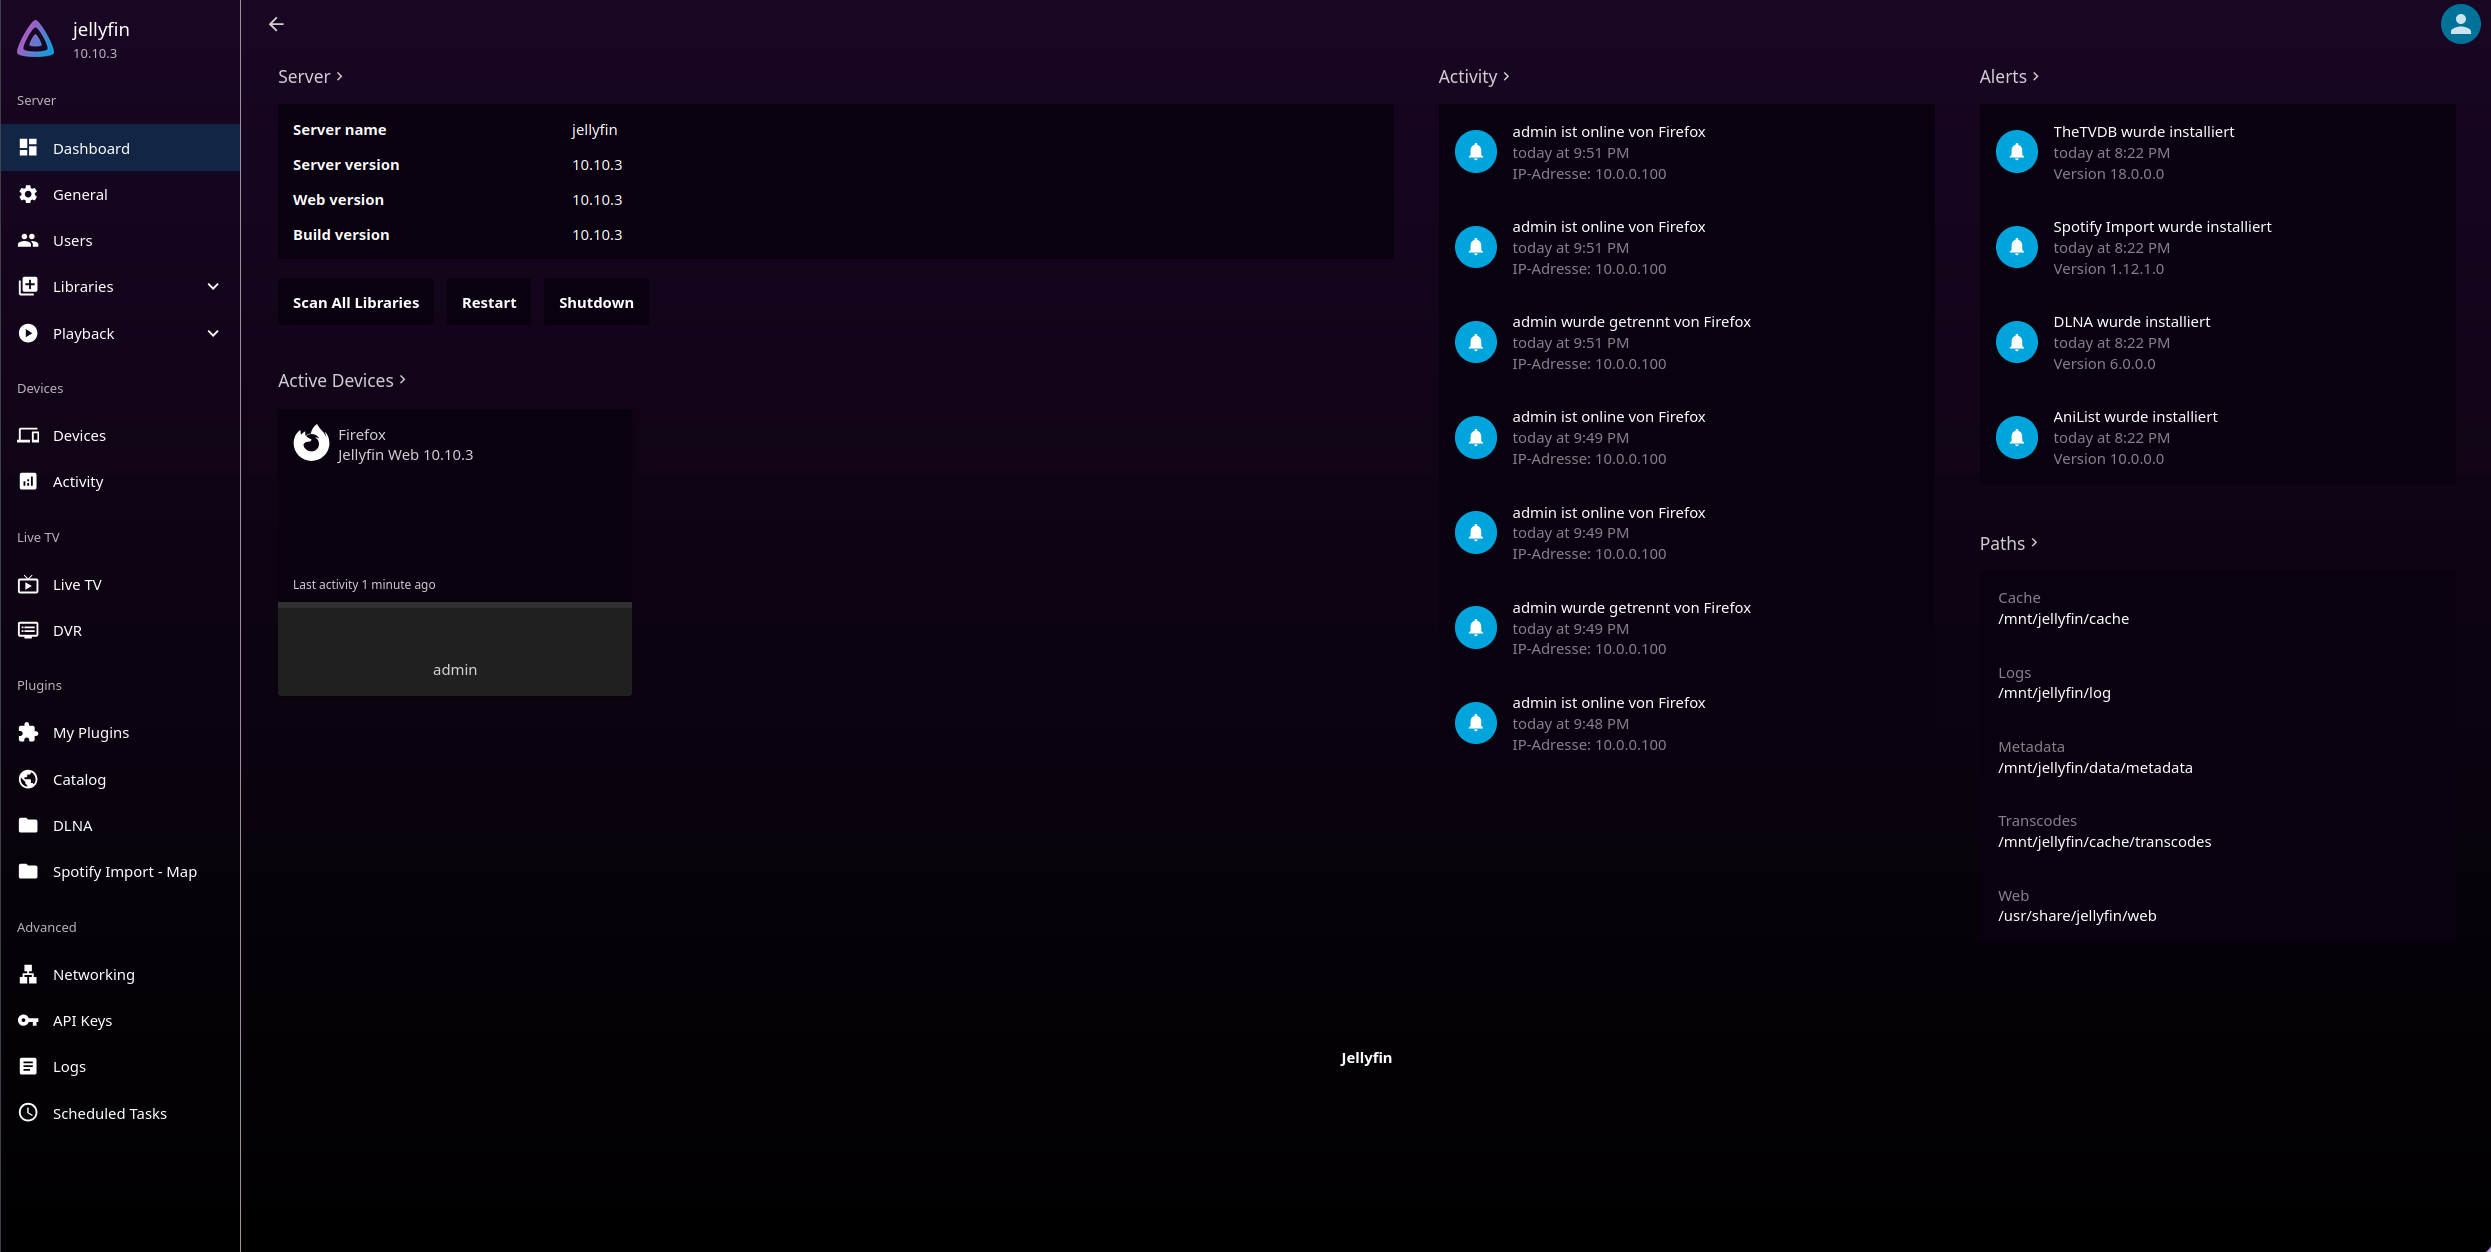 jellyfin
10.10.3
Server
Dashboard
General
Users
Libraries
Playback
Devices
Devices
Activity
Live TV
Live TV
DVR
Plugins
My Plugins
Catalog
DLNA
Spotify Import - Map
Advanced
Networking
API Keys
Logs
Scheduled Tasks
Server
Server name jellyfin
Server version 10.10.3
Web version 10.10.3
Build version 10.10.3
Scan All Libraries Restart Shutdown
Active Devices
Firefox
Jellyfin Web 10.10.3
Last activity 1 minute ago
admin
Activity
admin ist online von Firefox
today at 9:51 PM
IP-Adresse: 10.0.0.100
admin ist online von Firefox
today at 9:51 PM
IP-Adresse: 10.0.0.100
admin wurde getrennt von Firefox
today at 9:51 PM
IP-Adresse: 10.0.0.100
admin ist online von Firefox
today at 9:49 PM
IP-Adresse: 10.0.0.100
admin ist online von Firefox
today at 9:49 PM
IP-Adresse: 10.0.0.100
admin wurde getrennt von Firefox
today at 9:49 PM
IP-Adresse: 10.0.0.100
admin ist online von Firefox
today at 9:48 PM
IP-Adresse: 10.0.0.100
Alerts
TheTVDB wurde installiert
today at 8:22 PM
Version 18.0.0.0
Spotify Import wurde installiert
today at 8:22 PM
Version 1.12.1.0
DLNA wurde installiert
today at 8:22 PM
Version 6.0.0.0
AniList wurde installiert
today at 8:22 PM
Version 10.0.0.0
Paths
Cache
/mnt/jellyfin/cache
Logs
/mnt/jellyfin/log
Metadata
/mnt/jellyfin/data/metadata
Transcodes
/mnt/jellyfin/cache/transcodes
Web
/usr/share/jellyfin/web
Jellyfin